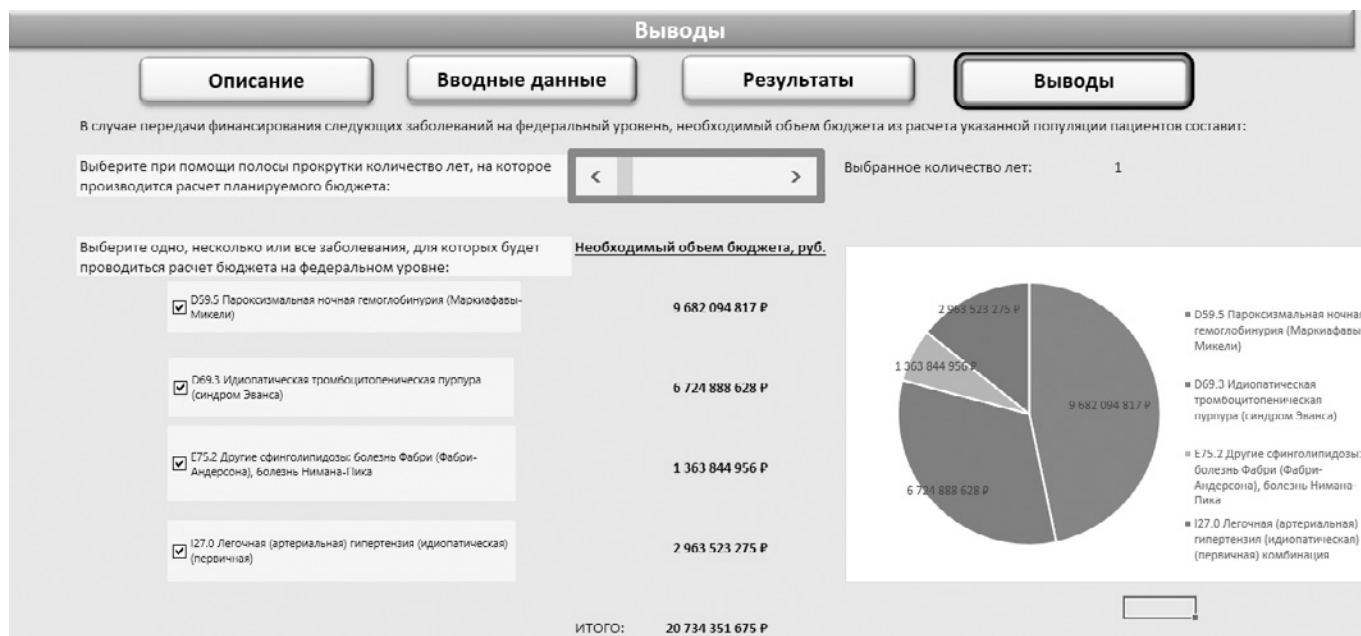 Выводы
Описание
Вводные данные
Результаты
Выводы
В случае передачи финансирования следующих заболеваний на федеральный уровень, необходимый объем бюджета из расчета указанной популяции пациентов составит:
Выберите при помощи полосы прокрутки количество лет, на которое
производится расчет планируемого бюджета:
Выбранное количество лет:
1
Выберите одно, несколько или все заболевания, для которых будет
проводиться расчет бюджета на федеральном уровне:
Необходимый объем бюджета, руб.
D59.5 Пароксизмальная ночная гемоглобинурия (Маркиафавы-
Микели)
9 682 094 817 ₽
D69.3 Идиопатическая тромбоцитопеническая пурпура
(синдром Эванса)
6 724 888 628 ₽
E75.2 Другие сфинголипидозы: болезнь Фабри (Фабри-
Андерсона), болезнь Нимана-Пика
1 363 844 956 ₽
I27.0 Легочная (артериальная) гипертензия (идиопатическая)
(первичная)
2 963 523 275 ₽
ИТОГО:
20 734 351 675 ₽
2 963 523 275 ₽
1 363 844 956 ₽
9 682 094 817 ₽
6 724 888 628 ₽
D59.5 Пароксизмальная ночная
гемоглобинурия (Маркиафавы
Микели)
D69.3 Идиопатическая
тромбоцитопеническая
пурпура (синдром Эванса)
E75.2 Другие сфинголипидозы:
болезнь Фабри (Фабри-
Андерсона), болезнь Нимана-
Пика
I27.0 Легочная (артериальная)
гипертензия (идиопатическая)
(первичная) комбинация